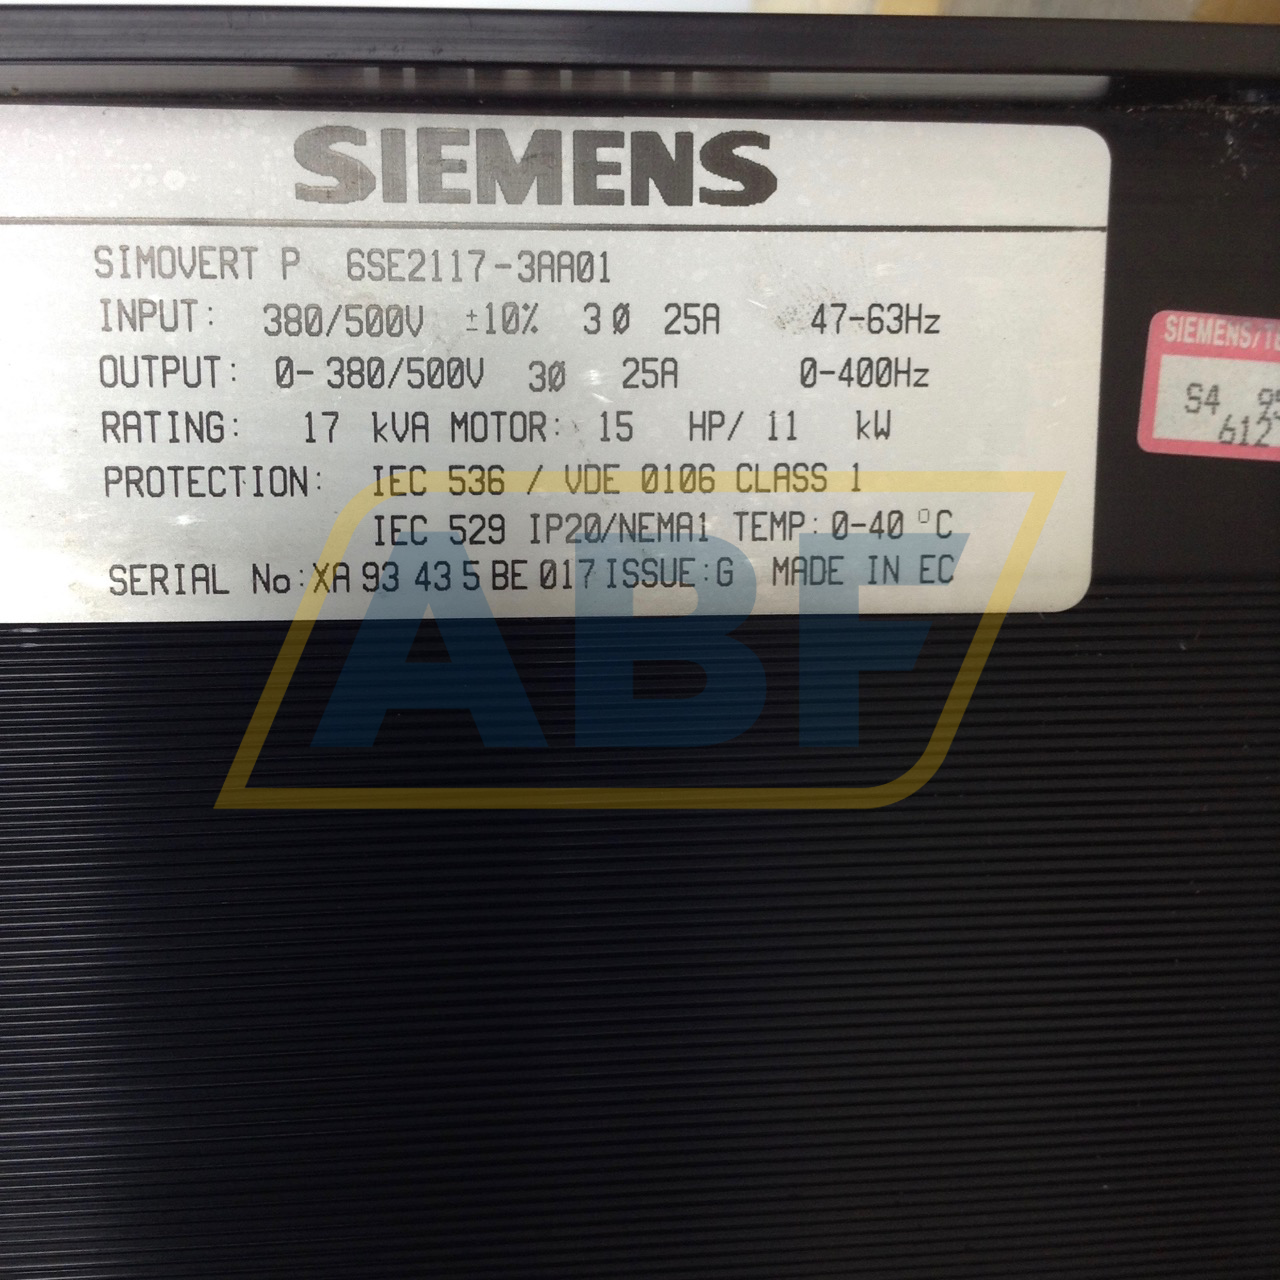 SIEMENS
SIMOVERT P 6SE2117-3AA01
INPUT: 380/500V ±10% 3Ø 25A 47-63Hz
OUTPUT: 0-380/500V 3Ø 25A 0-400Hz
RATING: 17 kVA MOTOR: 15 HP/ 11 kW
PROTECTION: IEC 536 / VDE 0106 CLASS 1
IEC 529 IP20/NEMA1 TEMP: 0-40 °C
SERIAL No: XA 93 43 5 BE 017 ISSUE: G MADE IN EC
SIEMENS/
S4
612
ABF